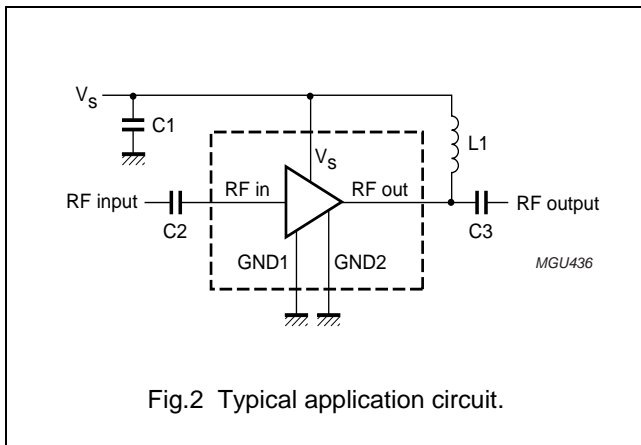 Vs
C1
L1
Vs
RF input
RF in
RF out
RF output
C2
C3
GND1
GND2
MGU436
Fig.2 Typical application circuit.